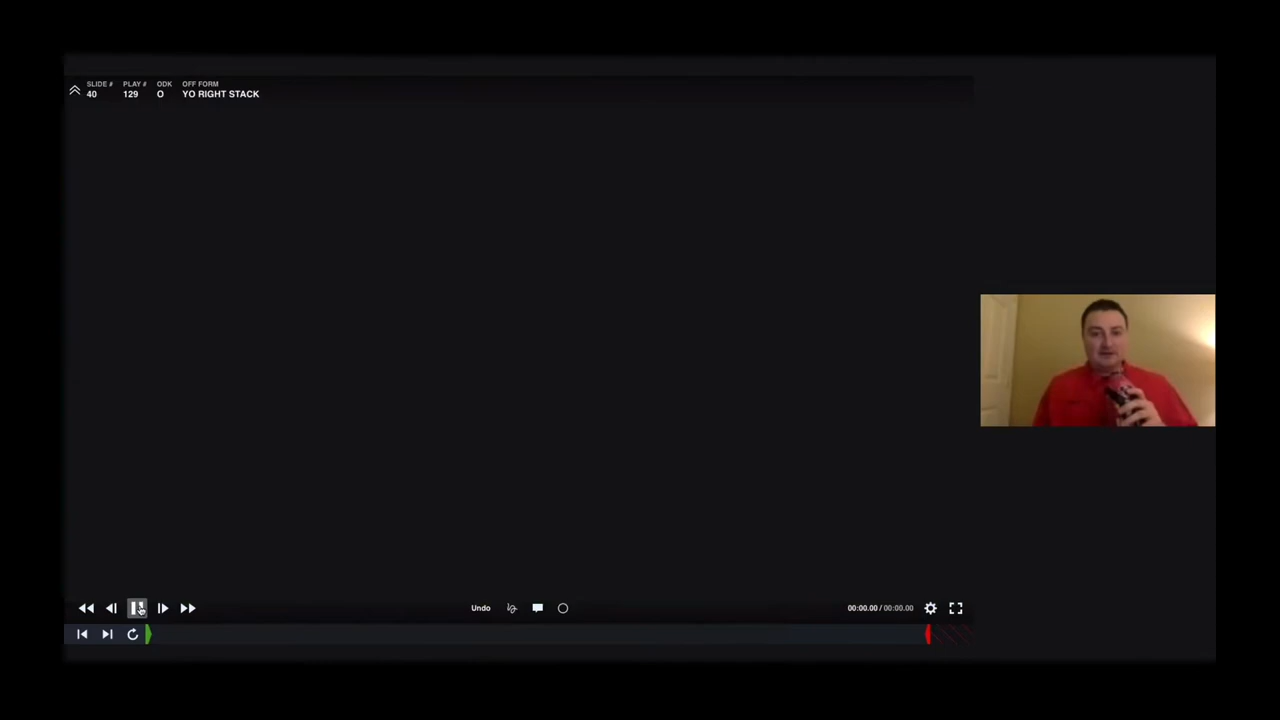 SLIDE # PLAY # ODK OFF FORM
40 129 O YO RIGHT STACK
Undo 00:00.00 / 00:00.00